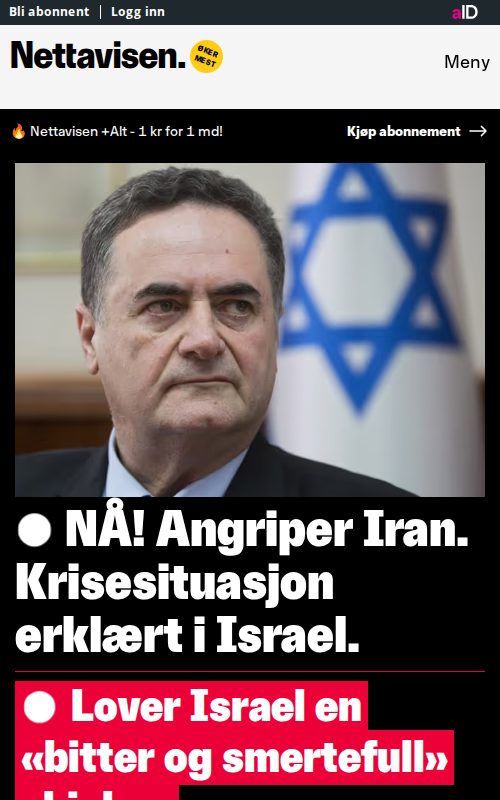 Bli abonnent | Logg inn
aID
Nettavisen.
ØKER
MEST
Meny
🔥 Nettavisen +Alt - 1 kr for 1 md!
Kjøp abonnement →
NÅ! Angriper Iran.
Krisesituasjon
erklært i Israel.
Lover Israel en
«bitter og smertefull»